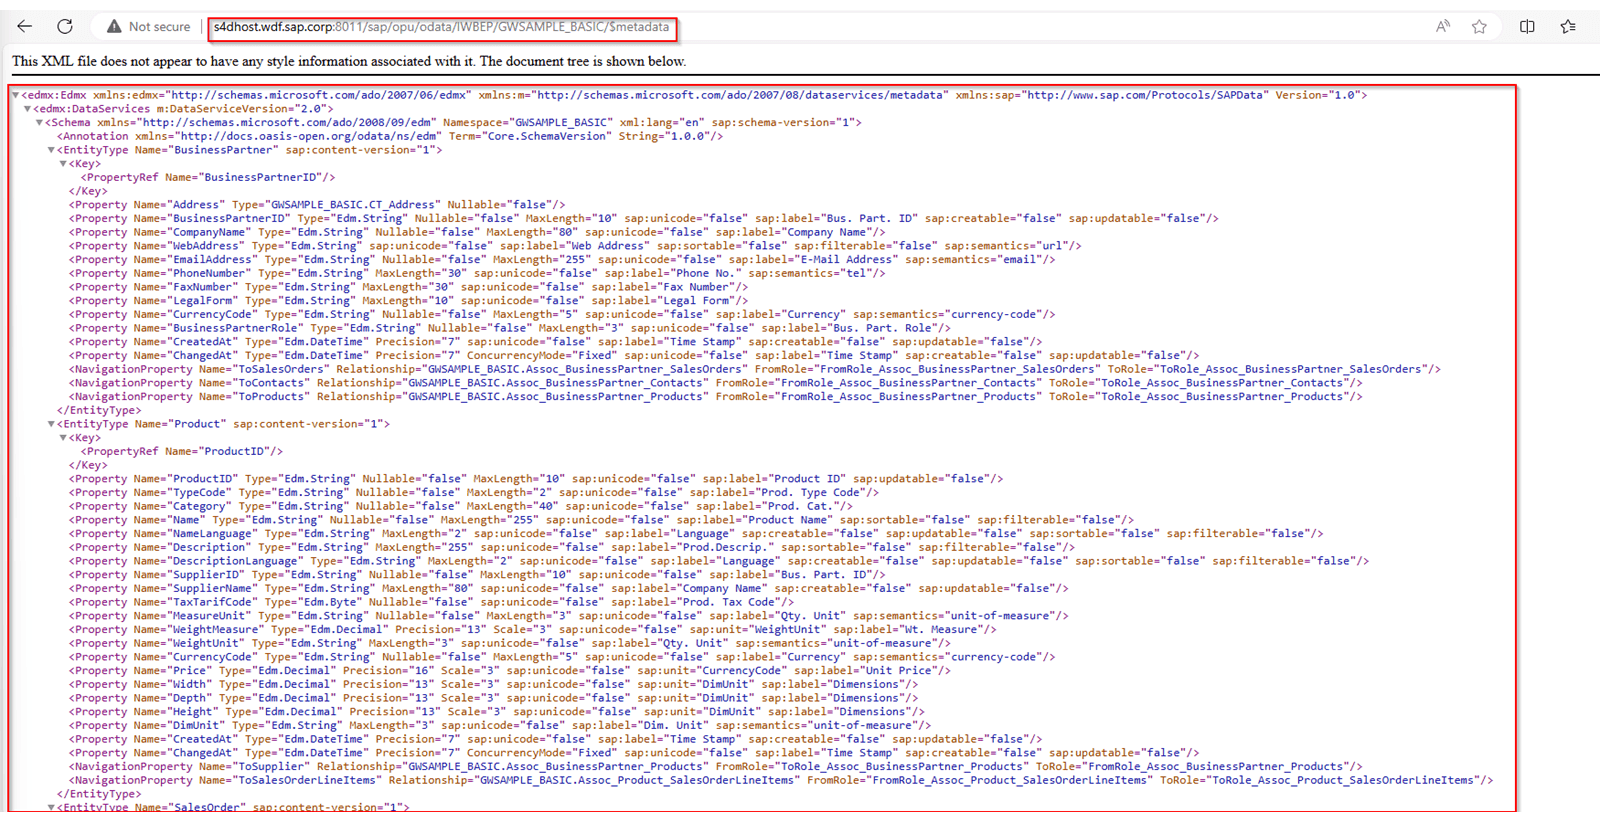 Not secure | s4dhost.wdf.sap.corp:8011/sap/opu/odata/IWBEP/GWSAMPLE_BASIC/$metadata
This XML file does not appear to have any style information associated with it. The document tree is shown below.
▼<edmx:Edmx xmlns:edmx="http://schemas.microsoft.com/ado/2007/06/edmx" xmlns:m="http://schemas.microsoft.com/ado/2007/08/dataservices/metadata" xmlns:sap="http://www.sap.com/Protocols/SAPData" Version="1.0">
▼<edmx:DataServices m:DataServiceVersion="2.0">
▼<Schema xmlns="http://schemas.microsoft.com/ado/2008/09/edm" Namespace="GWSAMPLE_BASIC" xml:lang="en" sap:schema-version="1">
<Annotation xmlns="http://docs.oasis-open.org/odata/ns/edm" Term="Core.SchemaVersion" String="1.0.0"/>
▼<EntityType Name="BusinessPartner" sap:content-version="1">
▼<Key>
<PropertyRef Name="BusinessPartnerID"/>
</Key>
<Property Name="Address" Type="GWSAMPLE_BASIC.CT_Address" Nullable="false"/>
<Property Name="BusinessPartnerID" Type="Edm.String" Nullable="false" MaxLength="10" sap:unicode="false" sap:label="Bus. Part. ID" sap:creatable="false" sap:updatable="false"/>
<Property Name="CompanyName" Type="Edm.String" Nullable="false" MaxLength="80" sap:unicode="false" sap:label="Company Name"/>
<Property Name="WebAddress" Type="Edm.String" sap:unicode="false" sap:label="Web Address" sap:sortable="false" sap:filterable="false" sap:semantics="url"/>
<Property Name="EmailAddress" Type="Edm.String" Nullable="false" MaxLength="255" sap:unicode="false" sap:label="E-Mail Address" sap:semantics="email"/>
<Property Name="PhoneNumber" Type="Edm.String" MaxLength="30" sap:unicode="false" sap:label="Phone No." sap:semantics="tel"/>
<Property Name="FaxNumber" Type="Edm.String" MaxLength="30" sap:unicode="false" sap:label="Fax Number"/>
<Property Name="LegalForm" Type="Edm.String" MaxLength="10" sap:unicode="false" sap:label="Legal Form"/>
<Property Name="CurrencyCode" Type="Edm.String" Nullable="false" MaxLength="5" sap:unicode="false" sap:label="Currency" sap:semantics="currency-code"/>
<Property Name="BusinessPartnerRole" Type="Edm.String" Nullable="false" MaxLength="3" sap:unicode="false" sap:label="Bus. Part. Role"/>
<Property Name="CreatedAt" Type="Edm.DateTime" Precision="7" sap:unicode="false" sap:label="Time Stamp" sap:creatable="false" sap:updatable="false"/>
<Property Name="ChangedAt" Type="Edm.DateTime" Precision="7" ConcurrencyMode="Fixed" sap:unicode="false" sap:label="Time Stamp" sap:creatable="false" sap:updatable="false"/>
<NavigationProperty Name="ToSalesOrders" Relationship="GWSAMPLE_BASIC.Assoc_BusinessPartner_SalesOrders" FromRole="FromRole_Assoc_BusinessPartner_SalesOrders" ToRole="ToRole_Assoc_BusinessPartner_SalesOrders"/>
<NavigationProperty Name="ToContacts" Relationship="GWSAMPLE_BASIC.Assoc_BusinessPartner_Contacts" FromRole="FromRole_Assoc_BusinessPartner_Contacts" ToRole="ToRole_Assoc_BusinessPartner_Contacts"/>
<NavigationProperty Name="ToProducts" Relationship="GWSAMPLE_BASIC.Assoc_BusinessPartner_Products" FromRole="FromRole_Assoc_BusinessPartner_Products" ToRole="ToRole_Assoc_BusinessPartner_Products"/>
</EntityType>
▼<EntityType Name="Product" sap:content-version="1">
▼<Key>
<PropertyRef Name="ProductID"/>
</Key>
<Property Name="ProductID" Type="Edm.String" Nullable="false" MaxLength="10" sap:unicode="false" sap:label="Product ID" sap:updatable="false"/>
<Property Name="TypeCode" Type="Edm.String" Nullable="false" MaxLength="2" sap:unicode="false" sap:label="Prod. Type Code"/>
<Property Name="Category" Type="Edm.String" Nullable="false" MaxLength="40" sap:unicode="false" sap:label="Prod. Cat."/>
<Property Name="Name" Type="Edm.String" Nullable="false" MaxLength="255" sap:unicode="false" sap:label="Product Name" sap:sortable="false" sap:filterable="false"/>
<Property Name="NameLanguage" Type="Edm.String" MaxLength="2" sap:unicode="false" sap:label="Language" sap:creatable="false" sap:updatable="false" sap:sortable="false" sap:filterable="false"/>
<Property Name="Description" Type="Edm.String" MaxLength="255" sap:unicode="false" sap:label="Prod.Descrip." sap:sortable="false" sap:filterable="false"/>
<Property Name="DescriptionLanguage" Type="Edm.String" MaxLength="2" sap:unicode="false" sap:label="Language" sap:creatable="false" sap:updatable="false" sap:sortable="false" sap:filterable="false"/>
<Property Name="SupplierID" Type="Edm.String" Nullable="false" MaxLength="10" sap:unicode="false" sap:label="Bus. Part. ID"/>
<Property Name="SupplierName" Type="Edm.String" MaxLength="80" sap:unicode="false" sap:label="Company Name" sap:creatable="false" sap:updatable="false"/>
<Property Name="TaxTarifCode" Type="Edm.Byte" Nullable="false" sap:unicode="false" sap:label="Prod. Tax Code"/>
<Property Name="MeasureUnit" Type="Edm.String" Nullable="false" MaxLength="3" sap:unicode="false" sap:label="Qty. Unit" sap:semantics="unit-of-measure"/>
<Property Name="WeightMeasure" Type="Edm.Decimal" Precision="13" Scale="3" sap:unicode="false" sap:unit="WeightUnit" sap:label="Wt. Measure"/>
<Property Name="WeightUnit" Type="Edm.String" MaxLength="3" sap:unicode="false" sap:label="Qty. Unit" sap:semantics="unit-of-measure"/>
<Property Name="CurrencyCode" Type="Edm.String" Nullable="false" MaxLength="5" sap:unicode="false" sap:label="Currency" sap:semantics="currency-code"/>
<Property Name="Price" Type="Edm.Decimal" Precision="16" Scale="3" sap:unicode="false" sap:unit="CurrencyCode" sap:label="Unit Price"/>
<Property Name="Width" Type="Edm.Decimal" Precision="13" Scale="3" sap:unicode="false" sap:unit="DimUnit" sap:label="Dimensions"/>
<Property Name="Depth" Type="Edm.Decimal" Precision="13" Scale="3" sap:unicode="false" sap:unit="DimUnit" sap:label="Dimensions"/>
<Property Name="Height" Type="Edm.Decimal" Precision="13" Scale="3" sap:unicode="false" sap:unit="DimUnit" sap:label="Dimensions"/>
<Property Name="DimUnit" Type="Edm.String" MaxLength="3" sap:unicode="false" sap:label="Dim. Unit" sap:semantics="unit-of-measure"/>
<Property Name="CreatedAt" Type="Edm.DateTime" Precision="7" sap:unicode="false" sap:label="Time Stamp" sap:creatable="false" sap:updatable="false"/>
<Property Name="ChangedAt" Type="Edm.DateTime" Precision="7" ConcurrencyMode="Fixed" sap:unicode="false" sap:label="Time Stamp" sap:creatable="false" sap:updatable="false"/>
<NavigationProperty Name="ToSupplier" Relationship="GWSAMPLE_BASIC.Assoc_BusinessPartner_Products" FromRole="ToRole_Assoc_BusinessPartner_Products" ToRole="FromRole_Assoc_BusinessPartner_Products"/>
<NavigationProperty Name="ToSalesOrderLineItems" Relationship="GWSAMPLE_BASIC.Assoc_Product_SalesOrderLineItems" FromRole="FromRole_Assoc_Product_SalesOrderLineItems" ToRole="ToRole_Assoc_Product_SalesOrderLineItems"/>
</EntityType>
▼<EntityType Name="SalesOrder" sap:content-version="1">